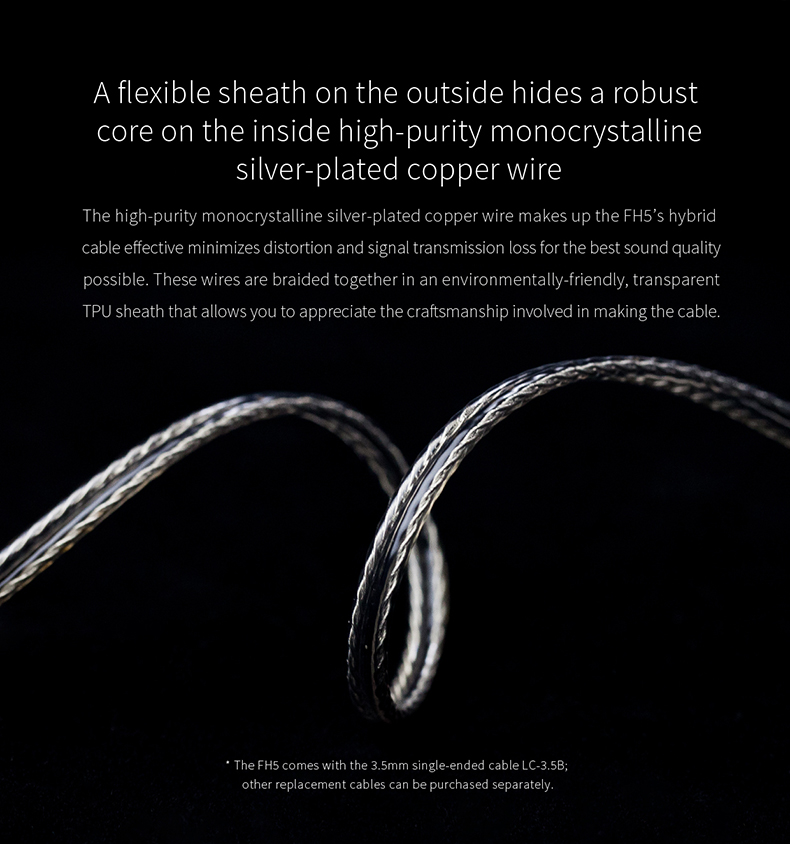 A flexible sheath on the outside hides a robust
core on the inside high-purity monocrystalline
silver-plated copper wire
The high-purity monocrystalline silver-plated copper wire makes up the FH5’s hybrid
cable effective minimizes distortion and signal transmission loss for the best sound quality
possible. These wires are braided together in an environmentally-friendly, transparent
TPU sheath that allows you to appreciate the craftsmanship involved in making the cable.
* The FH5 comes with the 3.5mm single-ended cable LC-3.5B;
other replacement cables can be purchased separately.